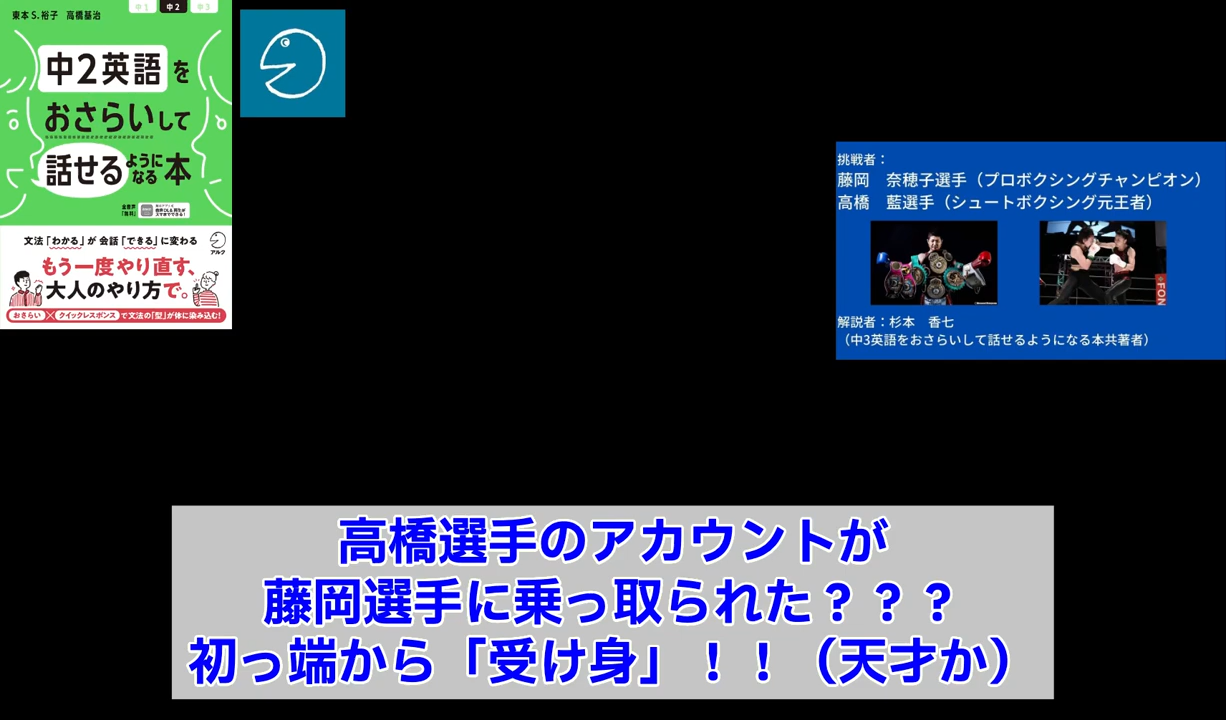 東本S.裕子 高橋基治
中1 中2 中3
中2英語を
おさらいして
話せるようになる本
文法「わかる」が会話「できる」に変わる
アルク
もう一度やり直す、
大人のやり方で。
おさらい×クイックレスポンスで文法の「型」が体に染み込む!
挑戦者：
藤岡 奈穂子選手（プロボクシングチャンピオン）
高橋 藍選手（シュートボクシング元王者）
FON
解説者：杉本 香七
（中3英語をおさらいして話せるようになる本共著者）
高橋選手のアカウントが
藤岡選手に乗っ取られた？？？
初っ端から「受け身」！！（天才か）